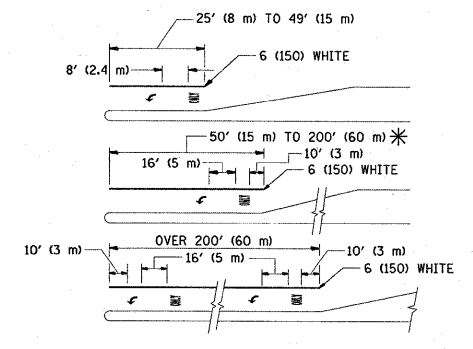 25' (8 m) TO 49' (15 m)
8' (2.4 m)
6 (150) WHITE
50' (15 m) TO 200' (60 m) *
16' (5 m)
10' (3 m)
6 (150) WHITE
OVER 200' (60 m)
10' (3 m)
16' (5 m)
10' (3 m)
6 (150) WHITE